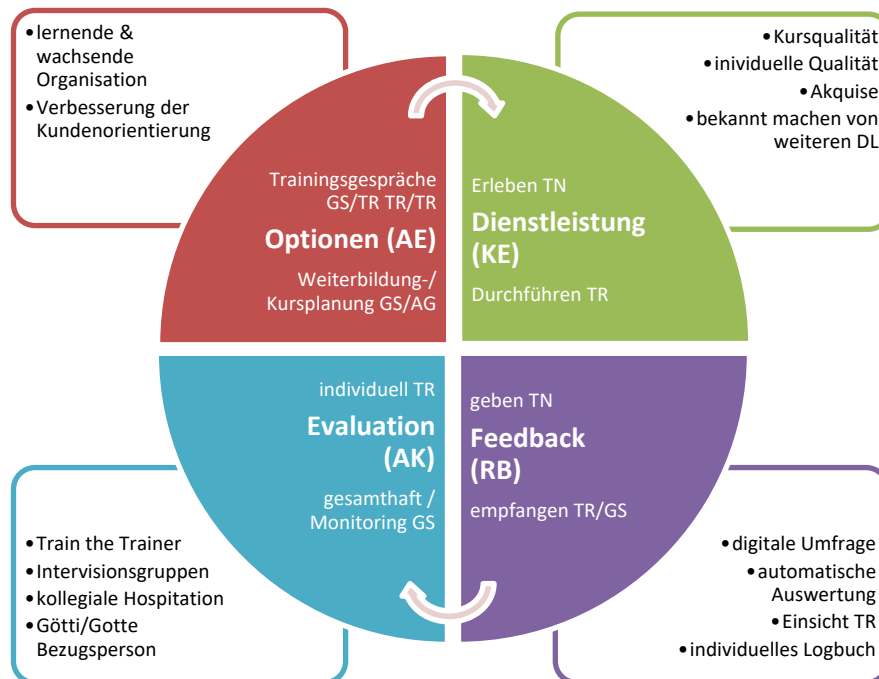 •lernende &
wachsende
Organisation
•Verbesserung der
Kundenorientierung
•Kursqualität
•inividuelle Qualität
•Akquise
•bekannt machen von
weiteren DL
Trainingsgespräche
GS/TR TR/TR
Optionen (AE)
Weiterbildung-/
Kursplanung GS/AG
Erleben TN
Dienstleistung
(KE)
Durchführen TR
individuell TR
Evaluation
(AK)
gesamthaft /
Monitoring GS
geben TN
Feedback
(RB)
empfangen TR/GS
•Train the Trainer
•Intervisionsgruppen
•kollegiale Hospitation
•Götti/Gotte
Bezugsperson
•digitale Umfrage
•automatische
Auswertung
•Einsicht TR
•individuelles Logbuch